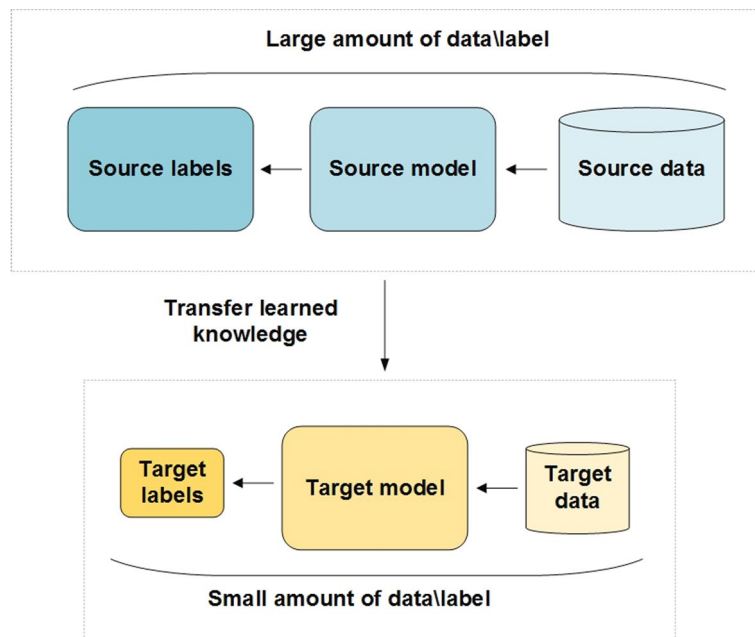 Large amount of data\label
Source labels
Source model
Source data
Transfer learned
knowledge
Target
labels
Target model
Target
data
Small amount of data\label